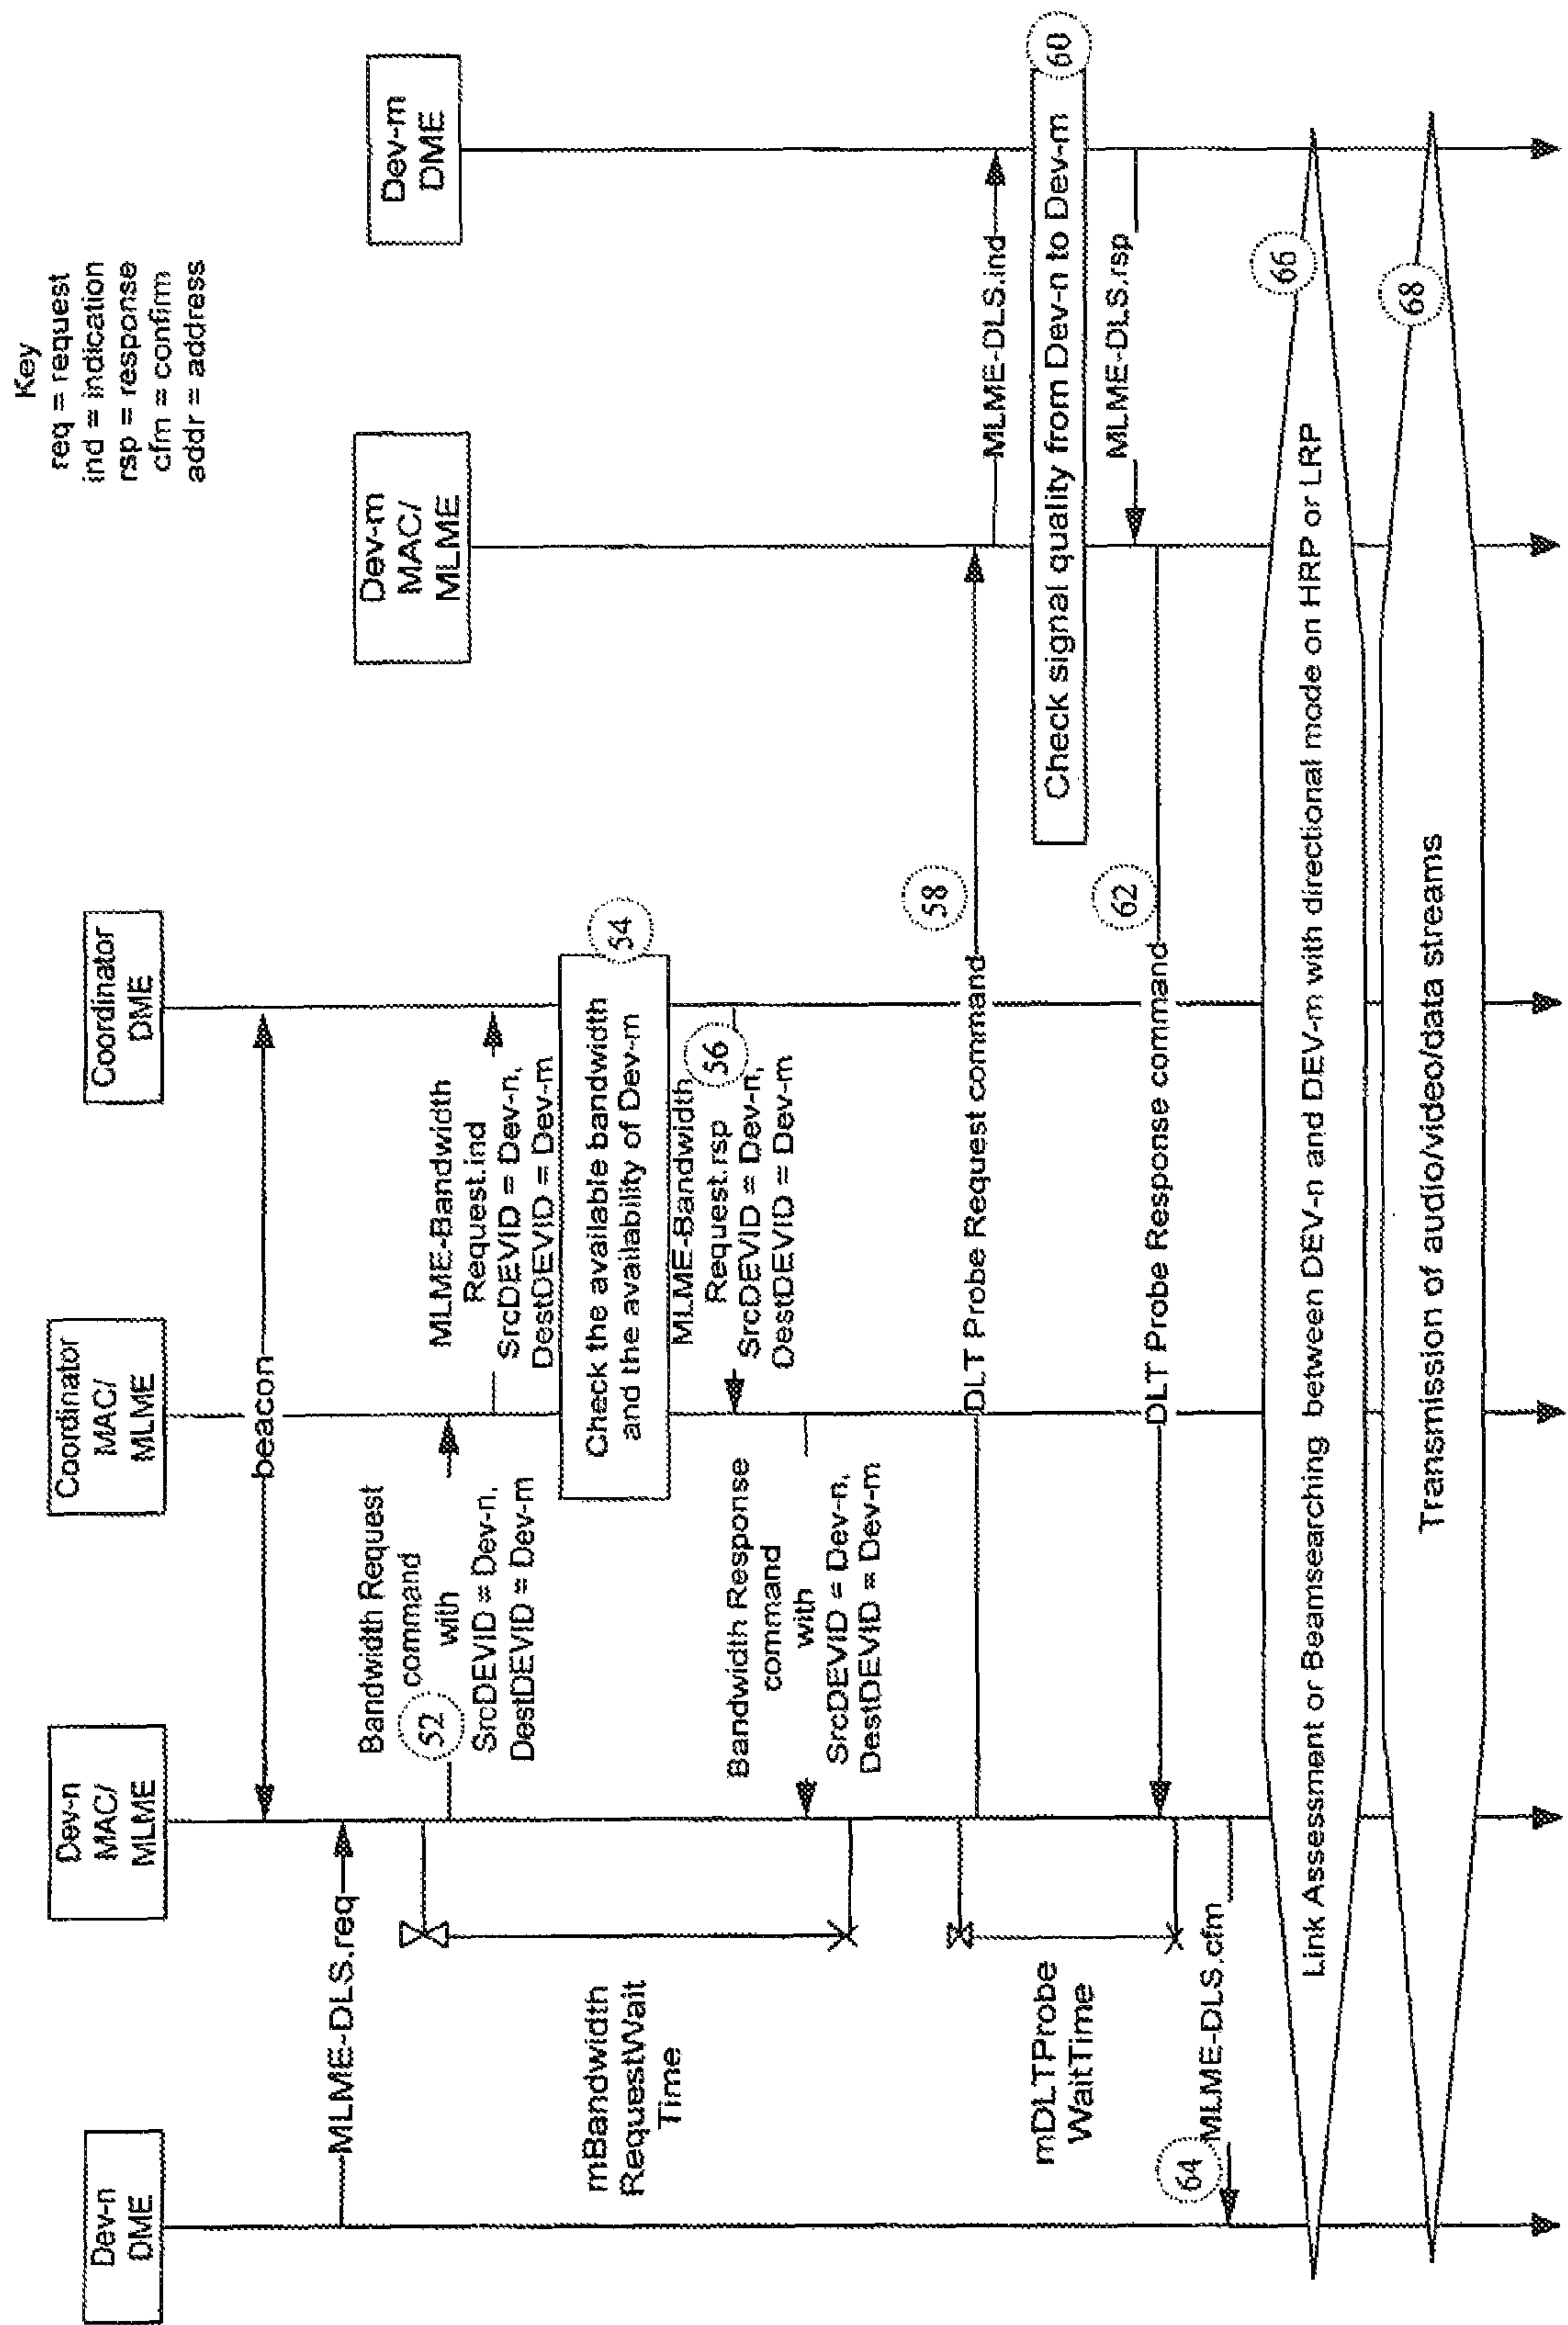 Key
req = request
ind = indication
rsp = response
cfm = confirm
addr = address
Dev-n
DME
Dev-n
MAC/
MLME
Coordinator
MAC/
MLME
Coordinator
DME
Dev-m
MAC/
MLME
Dev-m
DME
beacon
MLME-DLS.req
Bandwidth Request
command
52
with
SrcDEVID = Dev-n,
DestDEVID = Dev-m
MLME-Bandwidth
Request.ind
SrcDEVID = Dev-n,
DestDEVID = Dev-m
54
Check the available bandwidth
and the availability of Dev-m
mBandwidth
RequestWait
Time
MLME-Bandwidth
56
Request.rsp
SrcDEVID = Dev-n,
DestDEVID = Dev-m
Bandwidth Response
command
with
SrcDEVID = Dev-n,
DestDEVID = Dev-m
58
DLT Probe Request command
MLME-DLS.ind
60
Check signal quality from Dev-n to Dev-m
MLME-DLS.rsp
mDLTProbe
WaitTime
62
DLT Probe Response command
64
MLME-DLS.cfm
66
Link Assessment or Beamsearching between DEV-n and DEV-m with directional mode on HRP or LRP
68
Transmission of audio/video/data streams